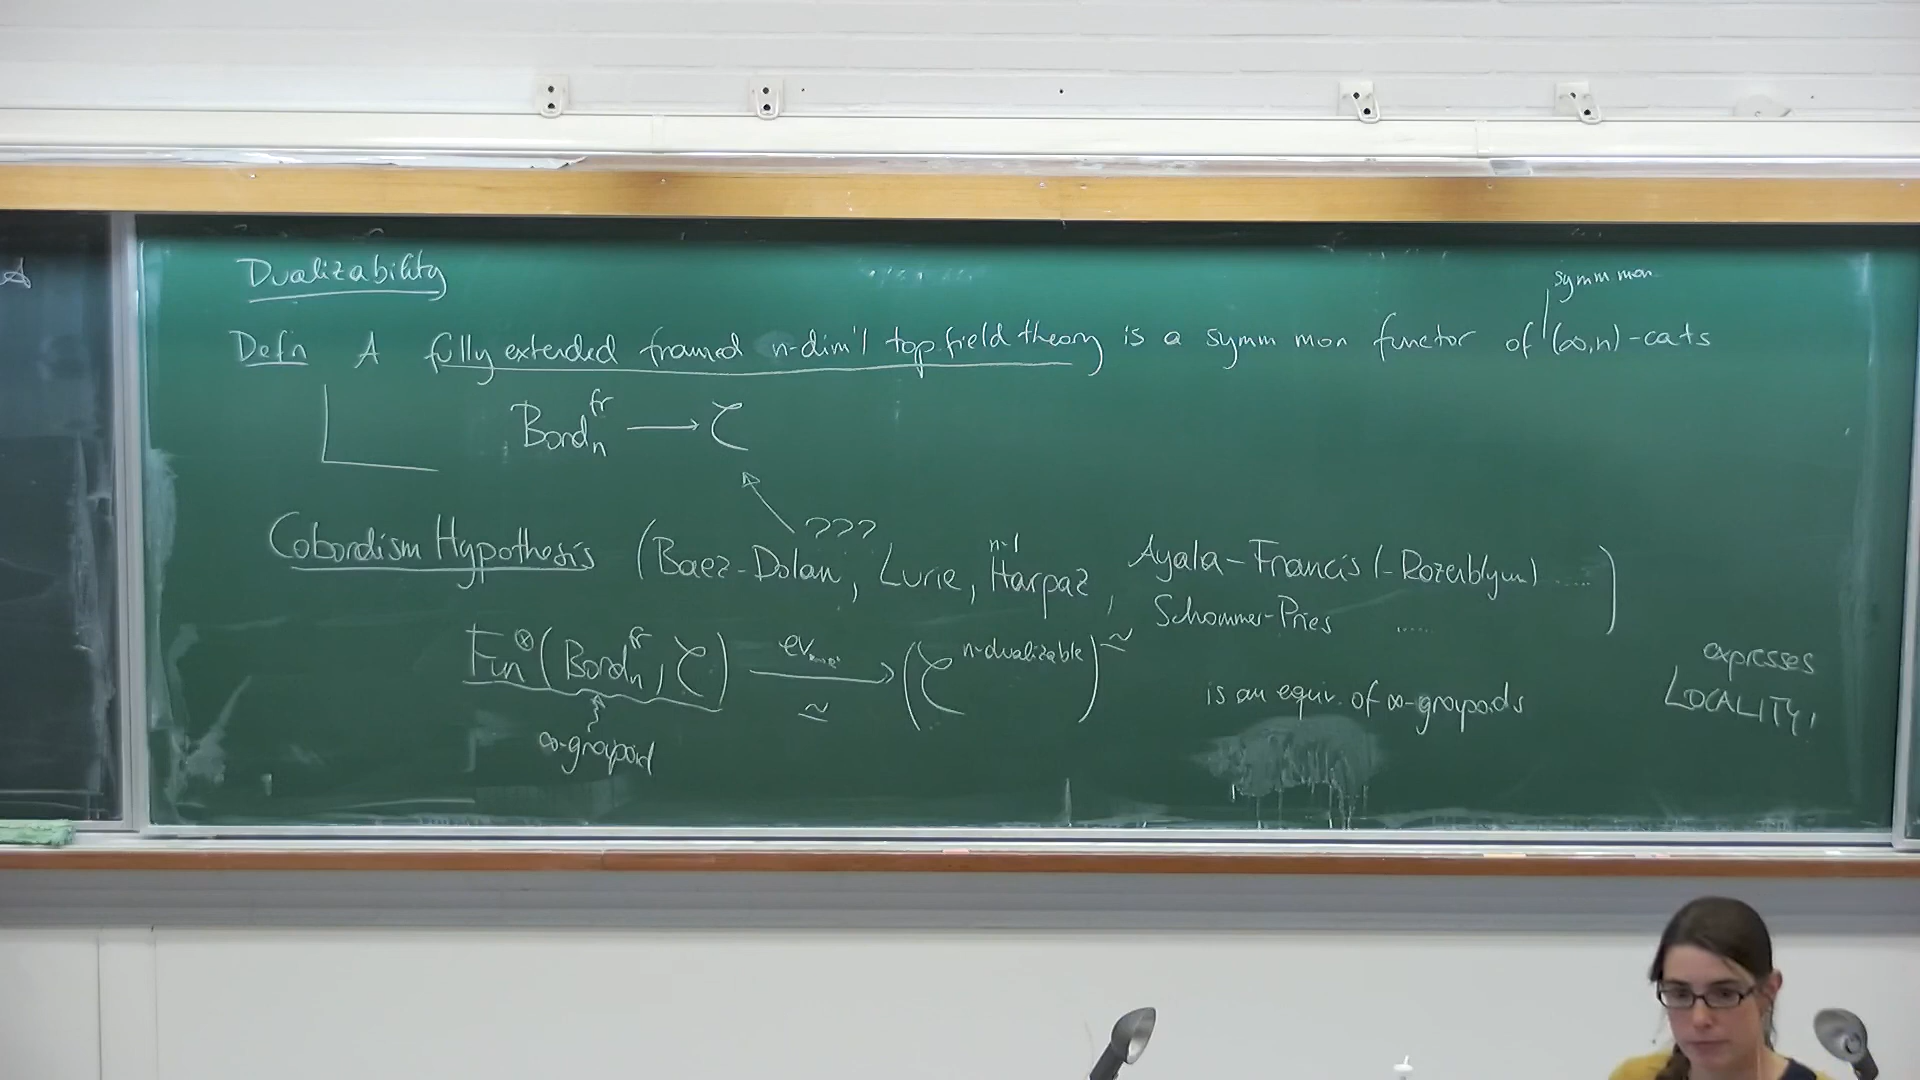 Dualizability
symm mon
Defn A fully extended framed n-dim'l top field theory is a symm mon functor of (∞,n)-cats
Bord_n^fr ⟶ C
???
Cobordism Hypothesis (Baez-Dolan, Lurie, Harpaz, Ayala-Francis (-Rozenblyum) .....
n-1
Schommer-Pries .....)
Fun^⊗(Bord_n^fr, C) ⟶ (C^n-dualizable)^≃
ev
≃
is an equiv. of ∞-groupoids
expresses
LOCALITY!
∞-groupoid